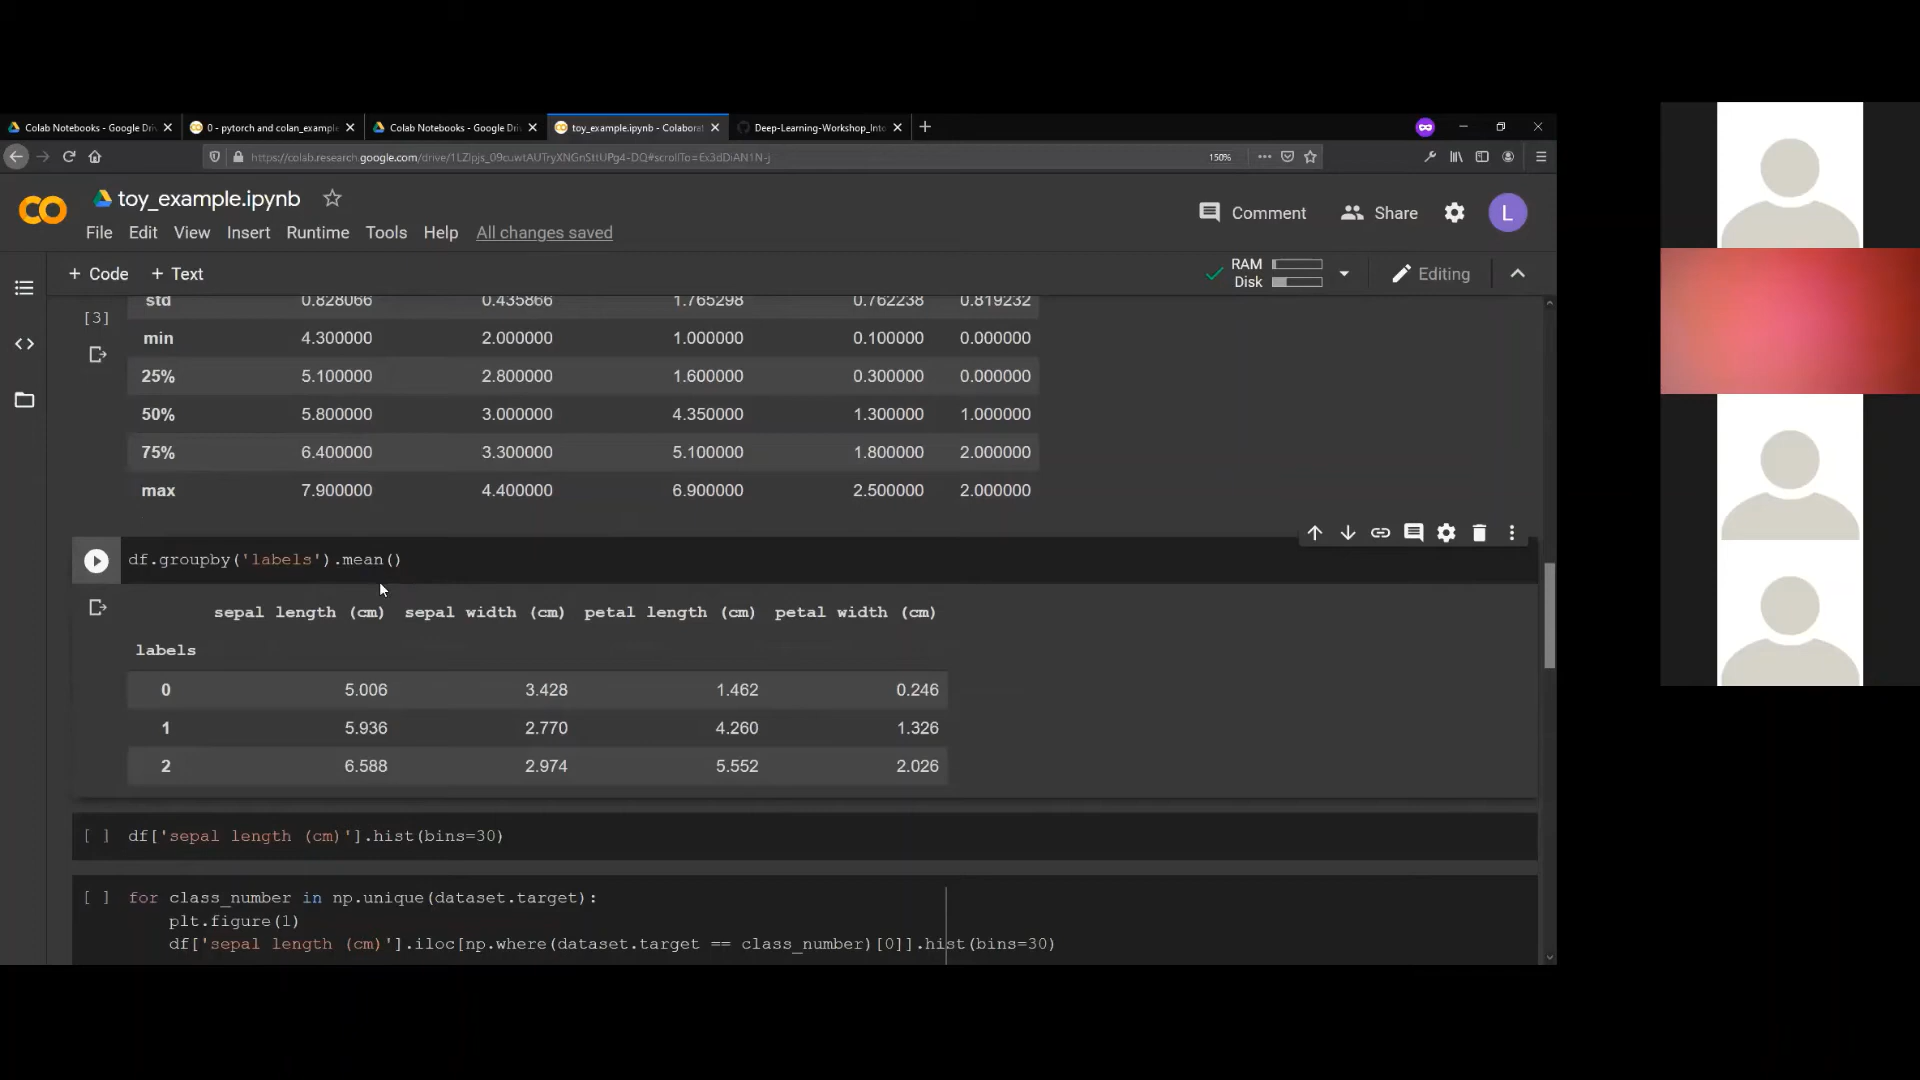 Colab Notebooks - Google Dri
0 - pytorch and colan_example
Colab Notebooks - Google Dri
toy_example.ipynb - Colaborat
Deep-Learning-Workshop_Into
150%
toy_example.ipynb
Comment
Share
L
File Edit View Insert Runtime Tools Help All changes saved
+ Code + Text
RAM
Disk
Editing
[3]
std 0.828066 0.435866 1.765298 0.762238 0.819232
min 4.300000 2.000000 1.000000 0.100000 0.000000
25% 5.100000 2.800000 1.600000 0.300000 0.000000
50% 5.800000 3.000000 4.350000 1.300000 1.000000
75% 6.400000 3.300000 5.100000 1.800000 2.000000
max 7.900000 4.400000 6.900000 2.500000 2.000000
df.groupby('labels').mean()
sepal length (cm) sepal width (cm) petal length (cm) petal width (cm)
labels
0 5.006 3.428 1.462 0.246
1 5.936 2.770 4.260 1.326
2 6.588 2.974 5.552 2.026
[ ] df['sepal length (cm)'].hist(bins=30)
[ ] for class_number in np.unique(dataset.target):
plt.figure(1)
df['sepal length (cm)'].iloc[np.where(dataset.target == class_number)[0]].hist(bins=30)